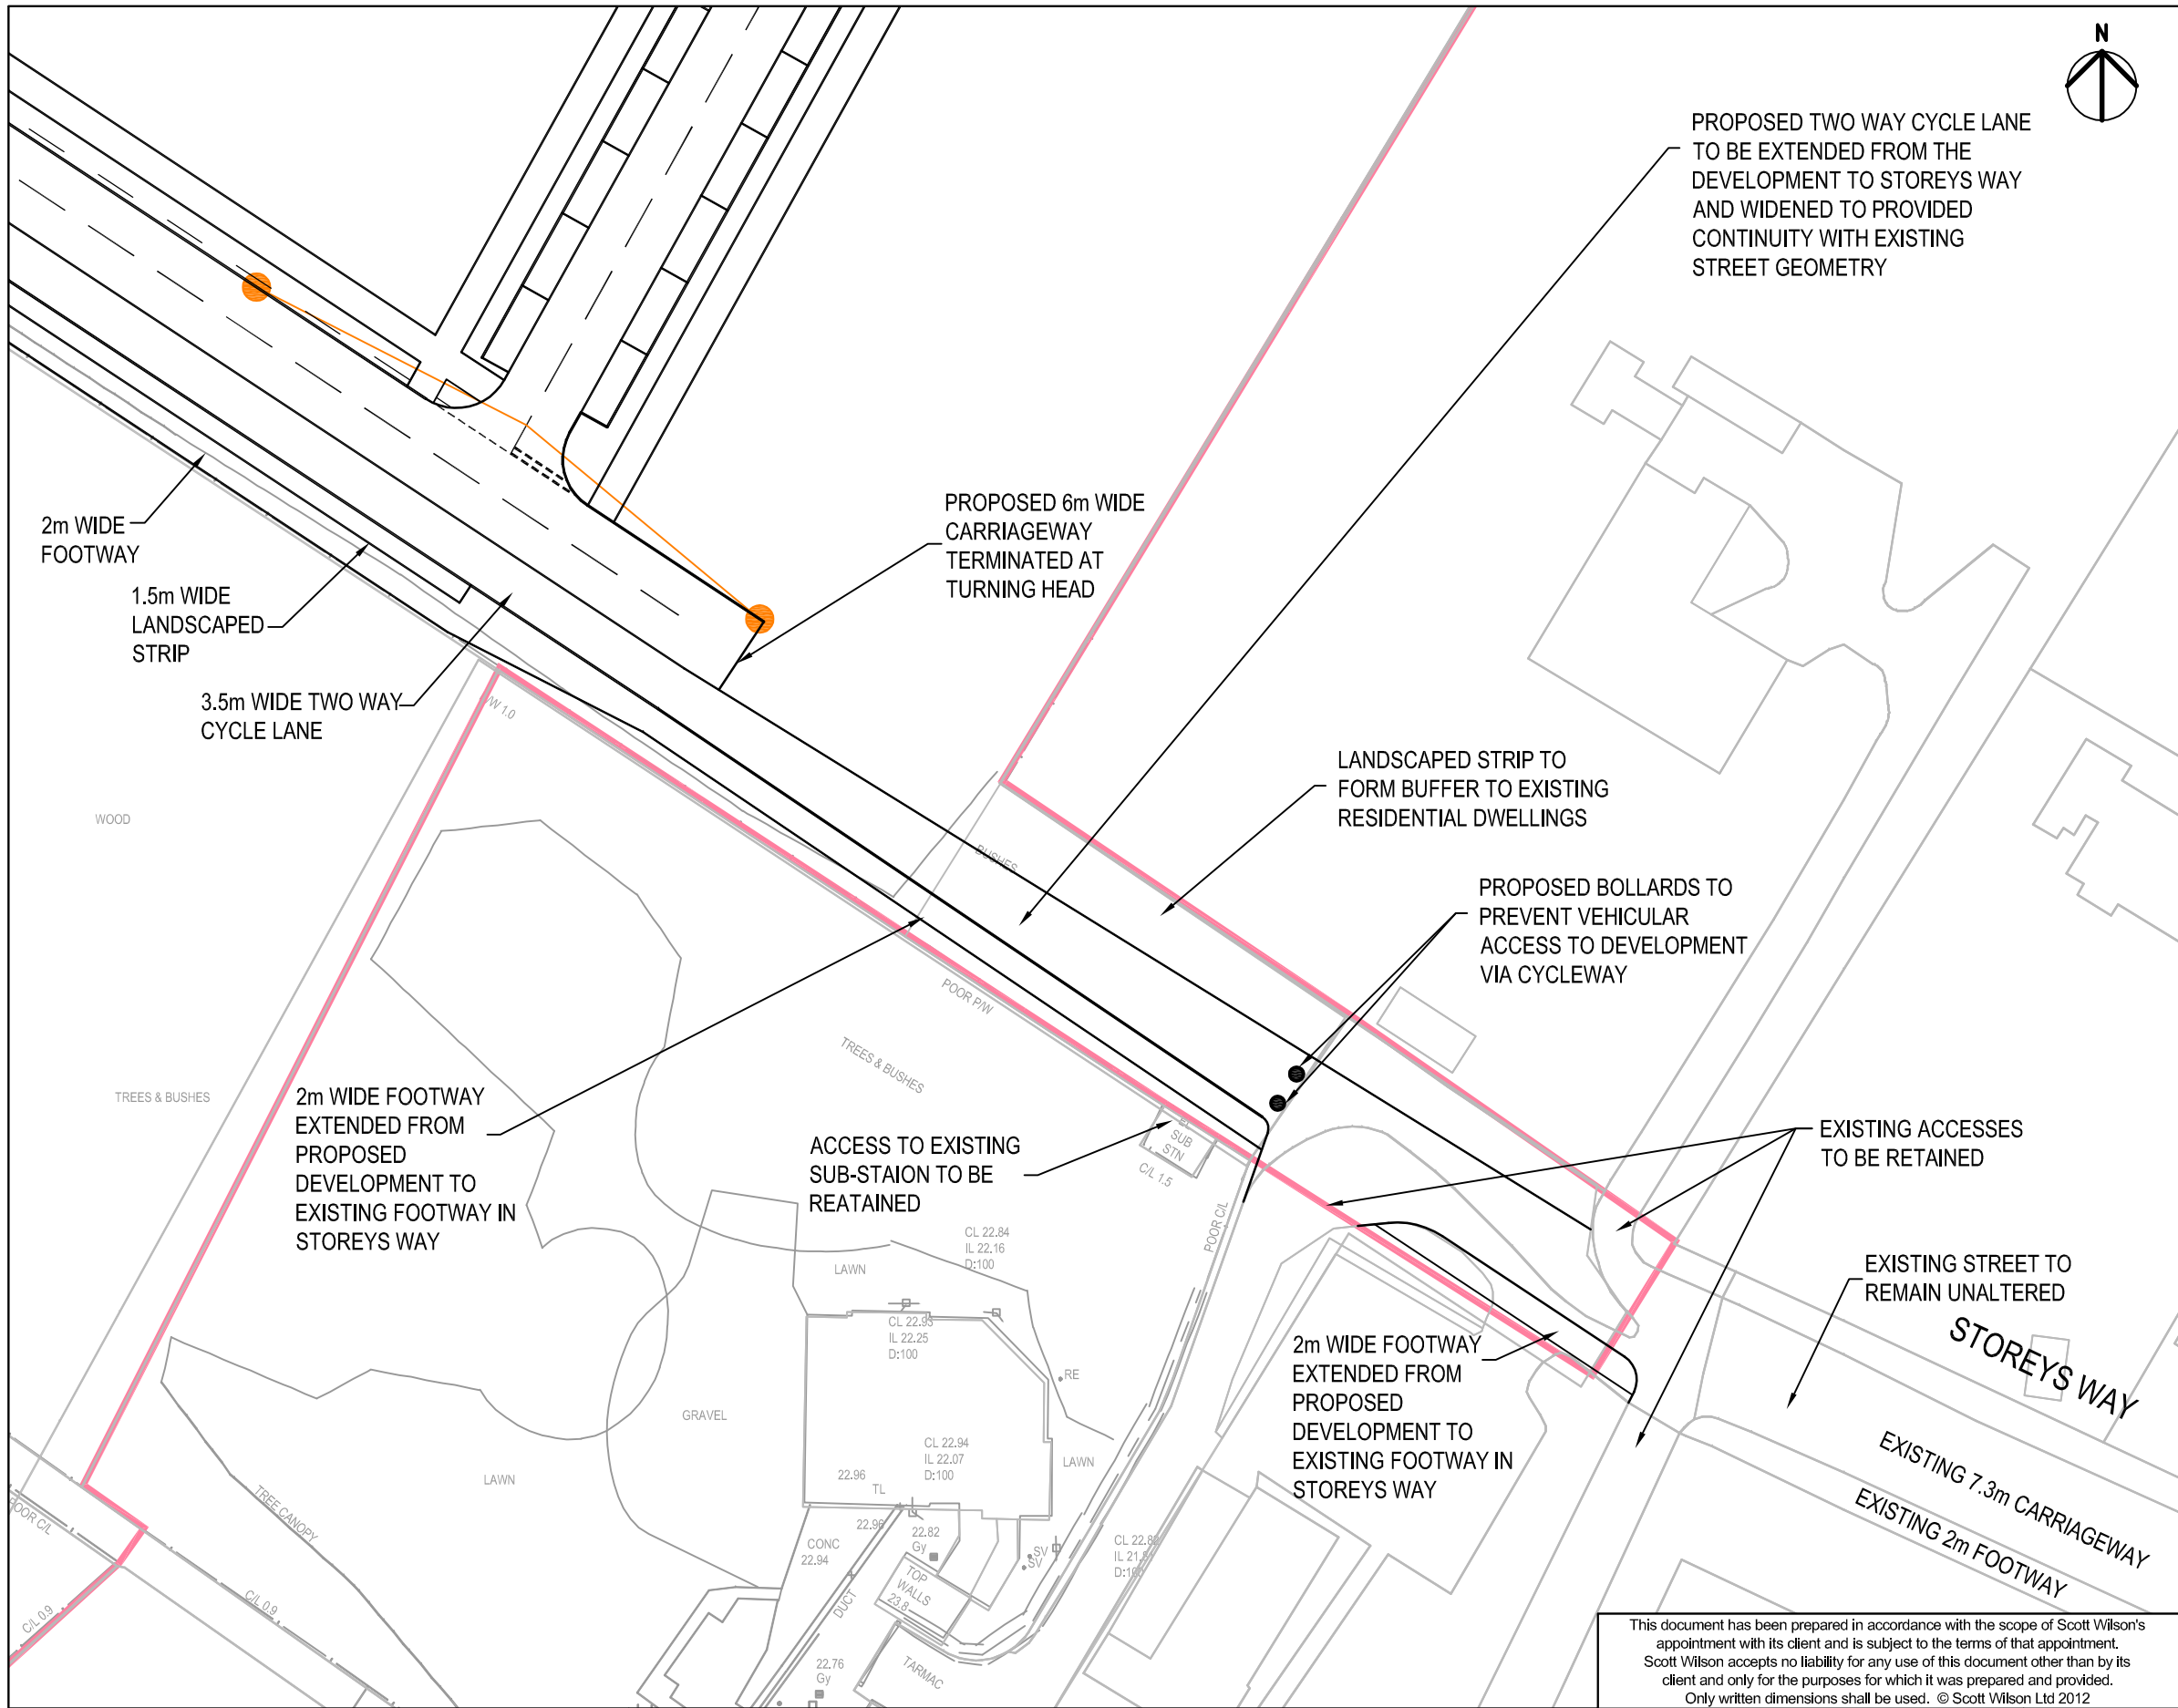 N
PROPOSED TWO WAY CYCLE LANE
TO BE EXTENDED FROM THE
DEVELOPMENT TO STOREYS WAY
AND WIDENED TO PROVIDED
CONTINUITY WITH EXISTING
STREET GEOMETRY
2m WIDE
FOOTWAY
PROPOSED 6m WIDE
CARRIAGEWAY
TERMINATED AT
TURNING HEAD
1.5m WIDE
LANDSCAPED
STRIP
3.5m WIDE TWO WAY
CYCLE LANE
WOOD
LANDSCAPED STRIP TO
FORM BUFFER TO EXISTING
RESIDENTIAL DWELLINGS
BUSHES
PROPOSED BOLLARDS TO
PREVENT VEHICULAR
ACCESS TO DEVELOPMENT
VIA CYCLEWAY
POOR P/W
TREES & BUSHES
TREES & BUSHES
2m WIDE FOOTWAY
EXTENDED FROM
PROPOSED
DEVELOPMENT TO
EXISTING FOOTWAY IN
STOREYS WAY
ACCESS TO EXISTING
SUB-STAION TO BE
REATAINED
El
SUB
STN
C/L 1.5
POOR C/L
EXISTING ACCESSES
TO BE RETAINED
EXISTING STREET TO
REMAIN UNALTERED
STOREYS WAY
CL 22.84
IL 22.16
D:100
LAWN
CL 22.93
IL 22.25
D:100
RE
GRAVEL
2m WIDE FOOTWAY
EXTENDED FROM
PROPOSED
DEVELOPMENT TO
EXISTING FOOTWAY IN
STOREYS WAY
EXISTING 7.3m CARRIAGEWAY
EXISTING 2m FOOTWAY
CL 22.94
IL 22.07
D:100
LAWN
LAWN
22.96
TL
TREE CANOPY
POOR C/L
22.96
22.82
Gy
CONC
22.94
SV
SV
CL 22.82
D:100
TOP
WALLS
23.8
DUCT
C/L 0.9
C/L 0.9
22.76
Gy
TARMAC
This document has been prepared in accordance with the scope of Scott Wilson's
appointment with its client and is subject to the terms of that appointment.
Scott Wilson accepts no liability for any use of this document other than by its
client and only for the purposes for which it was prepared and provided.
Only written dimensions shall be used. © Scott Wilson Ltd 2012